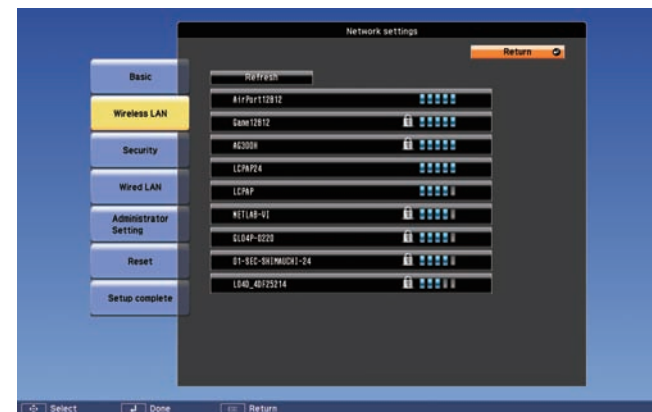 Network settings
Return
Basic
Wireless LAN
Security
Wired LAN
Administrator
Setting
Reset
Setup complete
Refresh
AirPort12812
Game12812
AG300H
LCPAP24
LCPAP
NETLAB-VI
GL04P-0220
01-SEC-SHIMAUCHI-24
L04D_4DF25214
Select Done Return